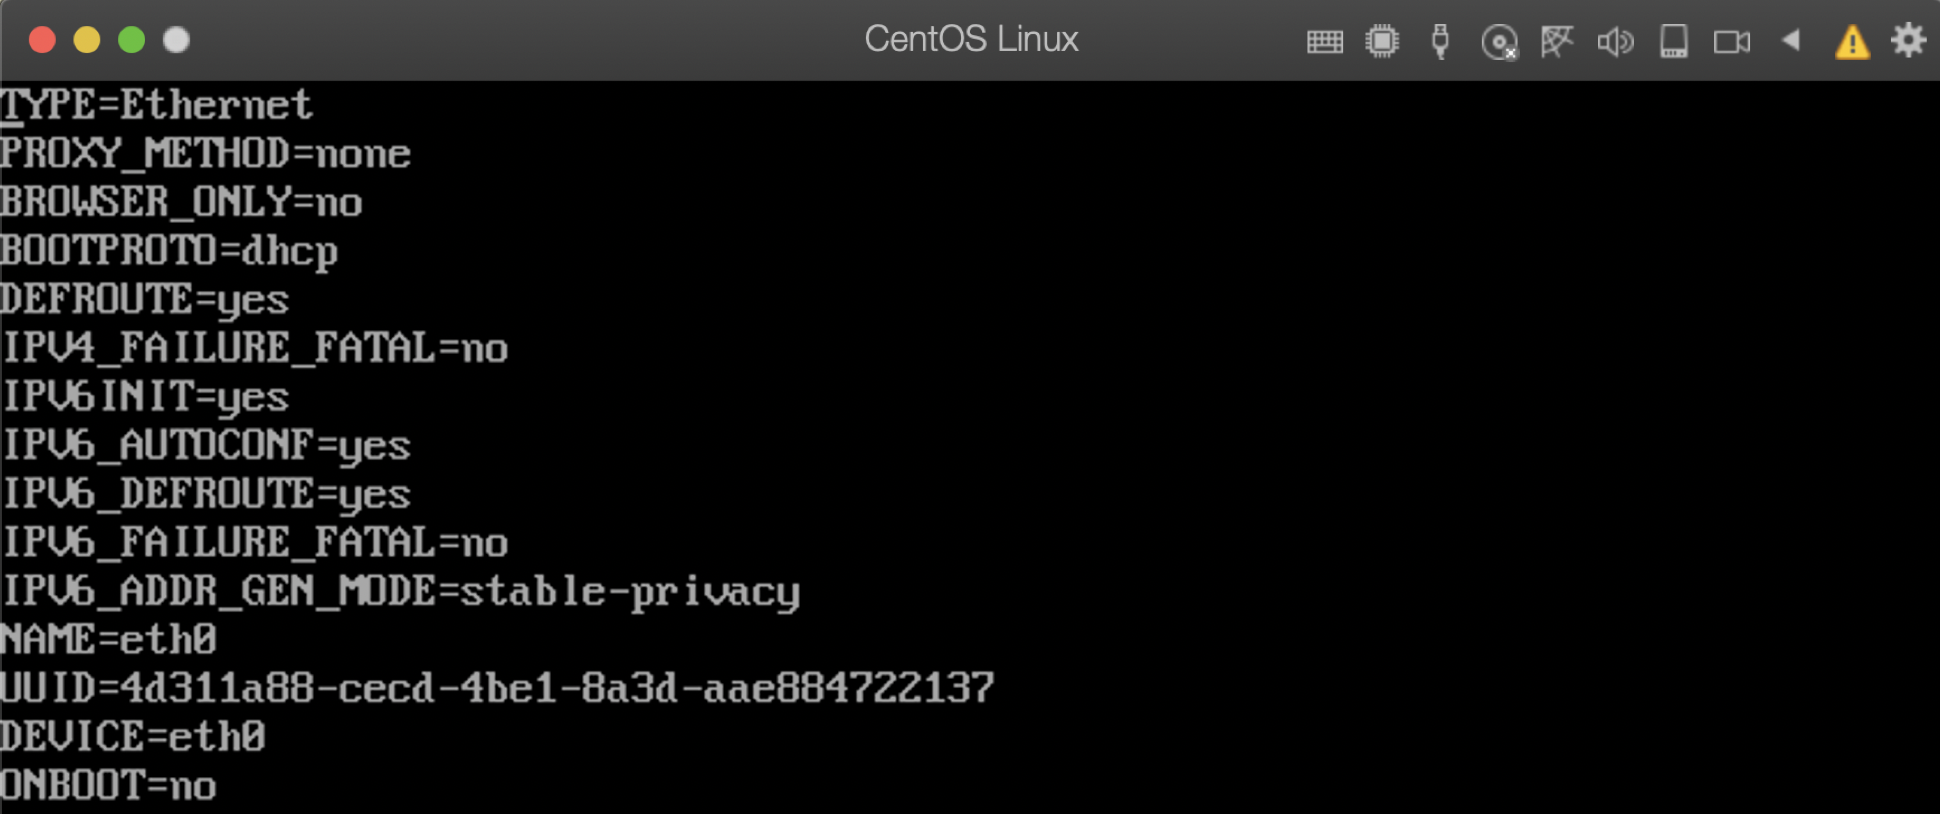 CentOS Linux
TYPE=Ethernet
PROXY_METHOD=none
BROWSER_ONLY=no
BOOTPROTO=dhcp
DEFROUTE=yes
IPV4_FAILURE_FATAL=no
IPV6INIT=yes
IPV6_AUTOCONF=yes
IPV6_DEFROUTE=yes
IPV6_FAILURE_FATAL=no
IPV6_ADDR_GEN_MODE=stable-privacy
NAME=eth0
UUID=4d311a88-cecd-4be1-8a3d-aae884722137
DEVICE=eth0
ONBOOT=no